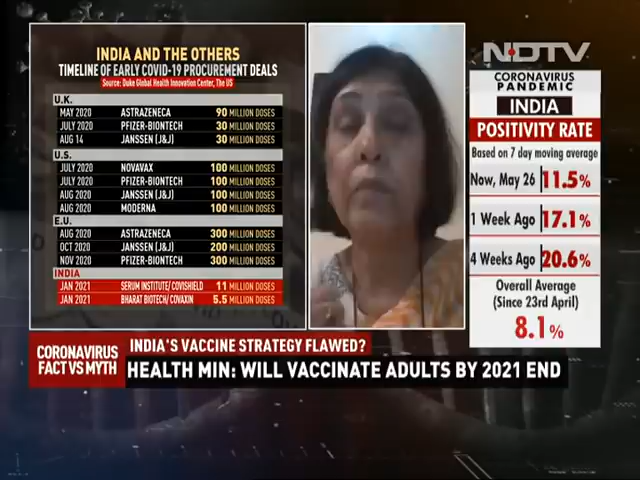 INDIA AND THE OTHERS
TIMELINE OF EARLY COVID-19 PROCUREMENT DEALS
Source: Duke Global Health Innovation Center, The US
U.K.
MAY 2020 ASTRAZENECA 90 MILLION DOSES
JULY 2020 PFIZER-BIONTECH 30 MILLION DOSES
AUG 14 JANSSEN (J&J) 30 MILLION DOSES
U.S.
JULY 2020 NOVAVAX 100 MILLION DOSES
JULY 2020 PFIZER-BIONTECH 100 MILLION DOSES
AUG 2020 JANSSEN (J&J) 100 MILLION DOSES
AUG 2020 MODERNA 100 MILLION DOSES
E.U.
AUG 2020 ASTRAZENECA 300 MILLION DOSES
OCT 2020 JANSSEN (J&J) 200 MILLION DOSES
NOV 2020 PFIZER-BIONTECH 300 MILLION DOSES
INDIA
JAN 2021 SERUM INSTITUTE/ COVISHIELD 11 MILLION DOSES
JAN 2021 BHARAT BIOTECH/ COVAXIN 5.5 MILLION DOSES
NDTV
CORONAVIRUS
PANDEMIC
INDIA
POSITIVITY RATE
Based on 7 day moving average
Now, May 26 11.5%
1 Week Ago 17.1%
4 Weeks Ago 20.6%
Overall Average
(Since 23rd April)
8.1%
CORONAVIRUS
FACT VS MYTH
INDIA'S VACCINE STRATEGY FLAWED?
HEALTH MIN: WILL VACCINATE ADULTS BY 2021 END